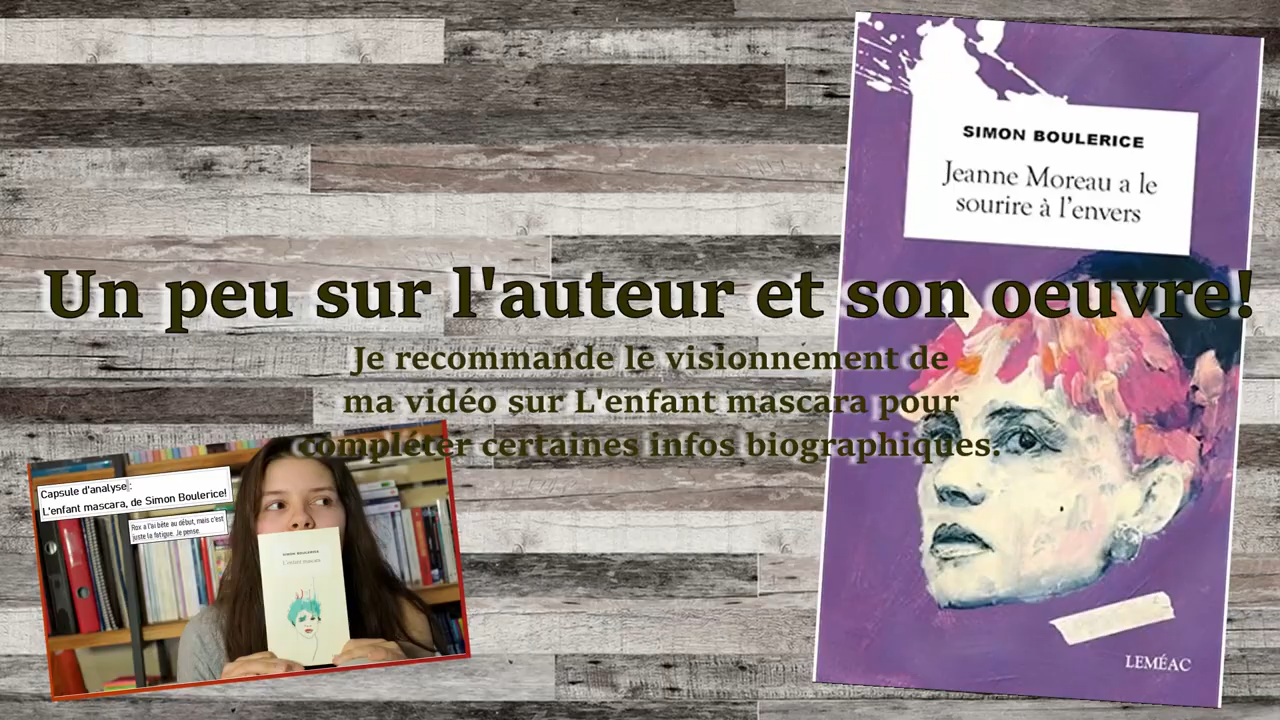 SIMON BOULERICE
Jeanne Moreau a le
sourire à l'envers
Un peu sur l'auteur et son oeuvre!
Je recommande le visionnement de
ma vidéo sur L'enfant mascara pour
compléter certaines infos biographiques.
Capsule d'analyse :
L'enfant mascara, de Simon Boulerice!
Rox a l'ai bête au début, mais c'est
juste la fatigue. Je pense.
SIMON BOULERICE
L'enfant mascara
LEMÉAC